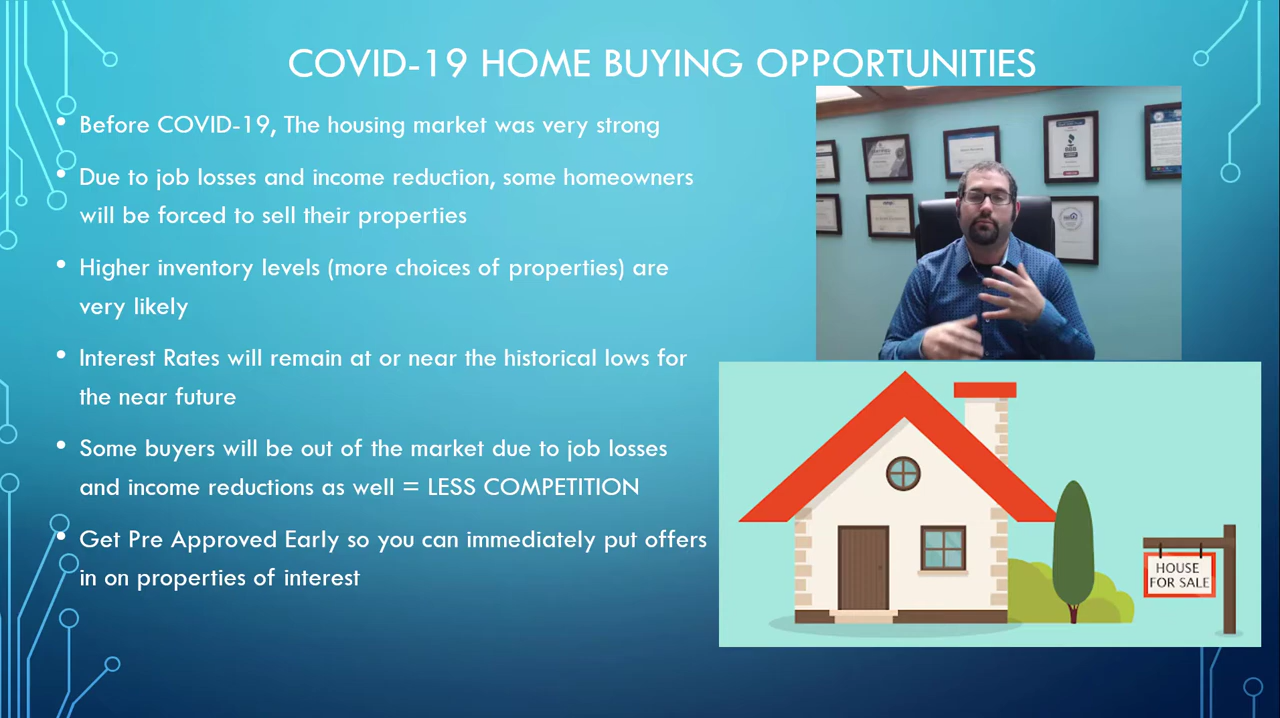 COVID-19 HOME BUYING OPPORTUNITIES
• Before COVID-19, The housing market was very strong
• Due to job losses and income reduction, some homeowners
will be forced to sell their properties
• Higher inventory levels (more choices of properties) are
very likely
• Interest Rates will remain at or near the historical lows for
the near future
• Some buyers will be out of the market due to job losses
and income reductions as well = LESS COMPETITION
• Get Pre Approved Early so you can immediately put offers
in on properties of interest
BBB
HOUSE
FOR SALE